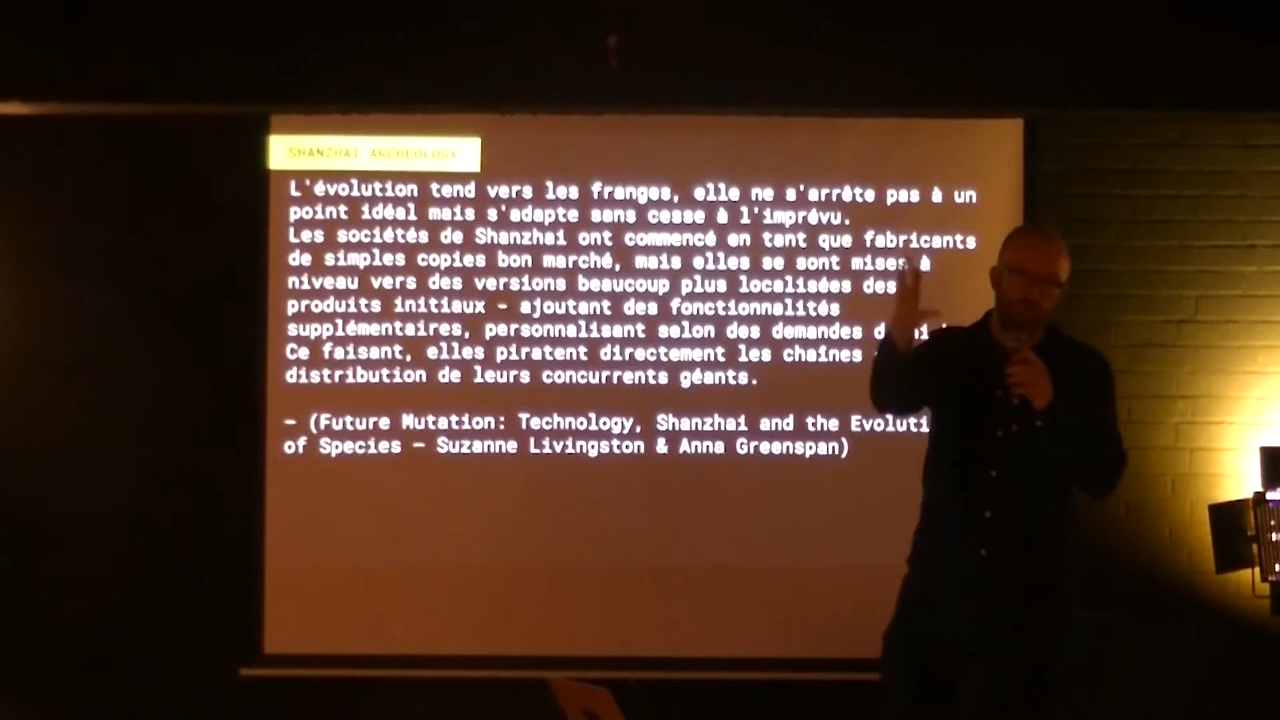 SHANZHAI ARCHEOLOGY
L'évolution tend vers les franges, elle ne s'arrête pas à un
point idéal mais s'adapte sans cesse à l'imprévu.
Les sociétés de Shanzhai ont commencé en tant que fabricants
de simples copies bon marché, mais elles se sont mises à
niveau vers des versions beaucoup plus localisées des
produits initiaux - ajoutant des fonctionnalités
supplémentaires, personnalisant selon des demandes
Ce faisant, elles piratent directement les chaînes
distribution de leurs concurrents géants.
- (Future Mutation: Technology, Shanzhai and the
of Species - Suzanne Livingston & Anna Greenspan)